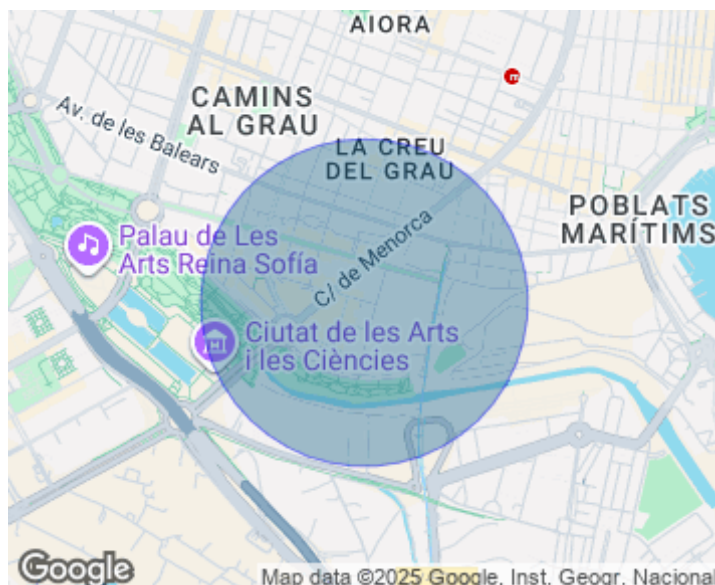 AIORA
CAMINS
AL GRAU
Av. de les Balears
LA CREU
DEL GRAU
POBLATS
MARÍTIMS
C/ de Menorca
Palau de Les
Arts Reina Sofía
Ciutat de les Arts
i les Ciències
Google
Map data ©2025 Google, Inst. Geogr. Nacional